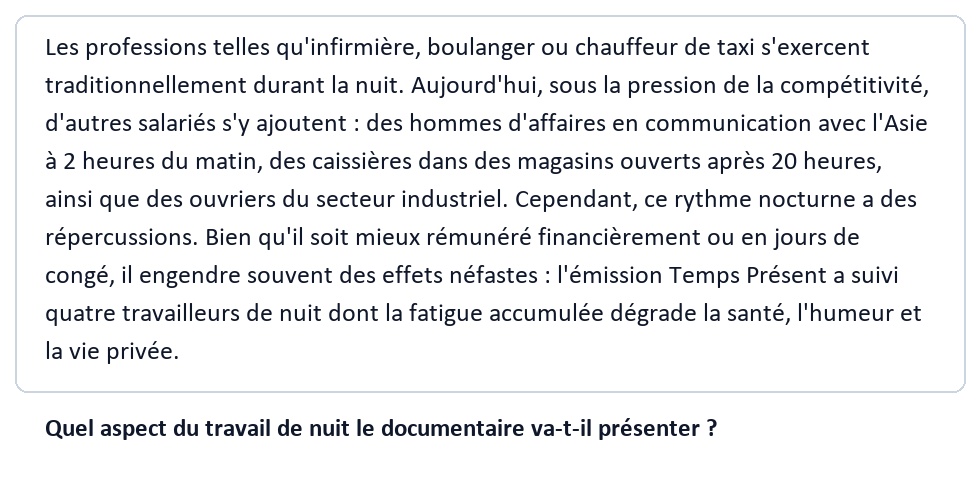 Les professions telles qu'infirmière, boulanger ou chauffeur de taxi s'exercent
traditionnellement durant la nuit. Aujourd'hui, sous la pression de la compétitivité,
d'autres salariés s'y ajoutent : des hommes d'affaires en communication avec l'Asie
à 2 heures du matin, des caissières dans des magasins ouverts après 20 heures,
ainsi que des ouvriers du secteur industriel. Cependant, ce rythme nocturne a des
répercussions. Bien qu'il soit mieux rémunéré financièrement ou en jours de
congé, il engendre souvent des effets néfastes : l'émission Temps Présent a suivi
quatre travailleurs de nuit dont la fatigue accumulée dégrade la santé, l'humeur et
la vie privée.
Quel aspect du travail de nuit le documentaire va-t-il présenter ?